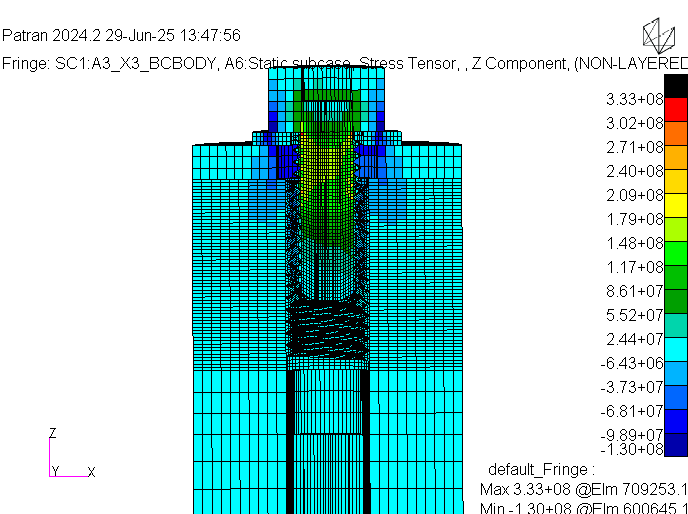 Patran 2024.2 29-Jun-25 13:47:56
Fringe: SC1:A3_X3_BCBODY, A6:Static subcase, Stress Tensor, , Z Component, (NON-LAYERED
3.33+08
3.02+08
2.71+08
2.40+08
2.09+08
1.79+08
1.48+08
1.17+08
8.61+07
5.52+07
2.44+07
-6.43+06
-3.73+07
-6.81+07
-9.89+07
-1.30+08
Z
Y X
default_Fringe :
Max 3.33+08 @Elm 709253.1
Min -1.30+08 @Elm 600645.1